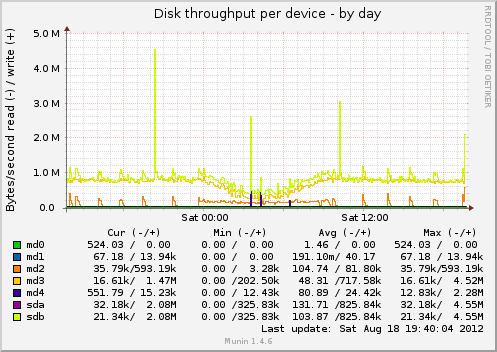 Disk throughput per device - by day
RRDTOOL / TOBI OETIKER
Bytes/second read (-) / write (+)
5.0 M
4.0 M
3.0 M
2.0 M
1.0 M
0.0
Sat 00:00 Sat 12:00
Cur (-/+) Min (-/+) Avg (-/+) Max (-/+)
md0 524.03 / 0.00 0.00 / 0.00 1.46 / 0.00 524.03 / 0.00
md1 67.18 / 13.94k 0.00 / 0.00 191.10m/ 40.17 67.18 / 13.94k
md2 35.79k/593.19k 0.00 / 3.28k 104.74 / 81.80k 35.79k/593.19k
md3 16.61k/ 1.47M 0.00 /202.50k 48.31 /717.58k 16.61k/ 4.52M
md4 551.79 / 15.23k 0.00 / 12.43k 80.89 / 24.42k 12.83k/ 2.28M
sda 32.18k/ 2.08M 0.00 /325.83k 131.71 /825.84k 32.18k/ 4.55M
sdb 21.34k/ 2.08M 0.00 /325.83k 103.87 /825.84k 21.34k/ 4.55M
Last update: Sat Aug 18 19:40:04 2012
Munin 1.4.6